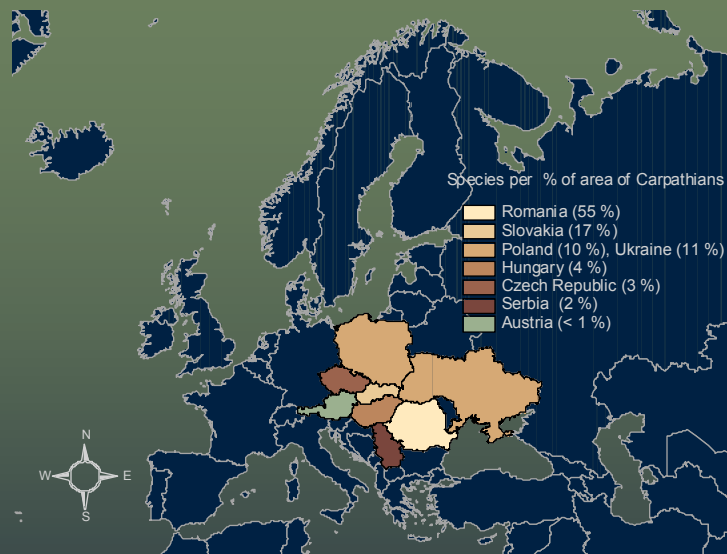 Species per % of area of Carpathians
Romania (55 %)
Slovakia (17 %)
Poland (10 %), Ukraine (11 %)
Hungary (4 %)
Czech Republic (3 %)
Serbia (2 %)
Austria (< 1 %)
N
W E
S